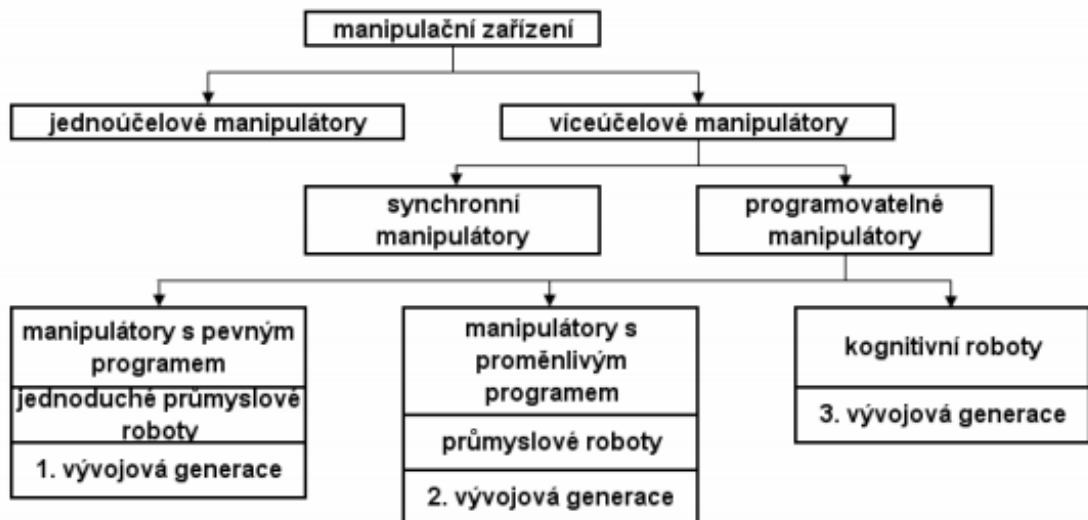 manipulační zařízení
jednoúčelové manipulátory
víceúčelové manipulátory
synchronní
manipulátory
programovatelné
manipulátory
manipulátory s pevným
programem
jednoduché průmyslové
roboty
1. vývojová generace
manipulátory s
proměnlivým
programem
průmyslové roboty
2. vývojová generace
kognitivní roboty
3. vývojová generace